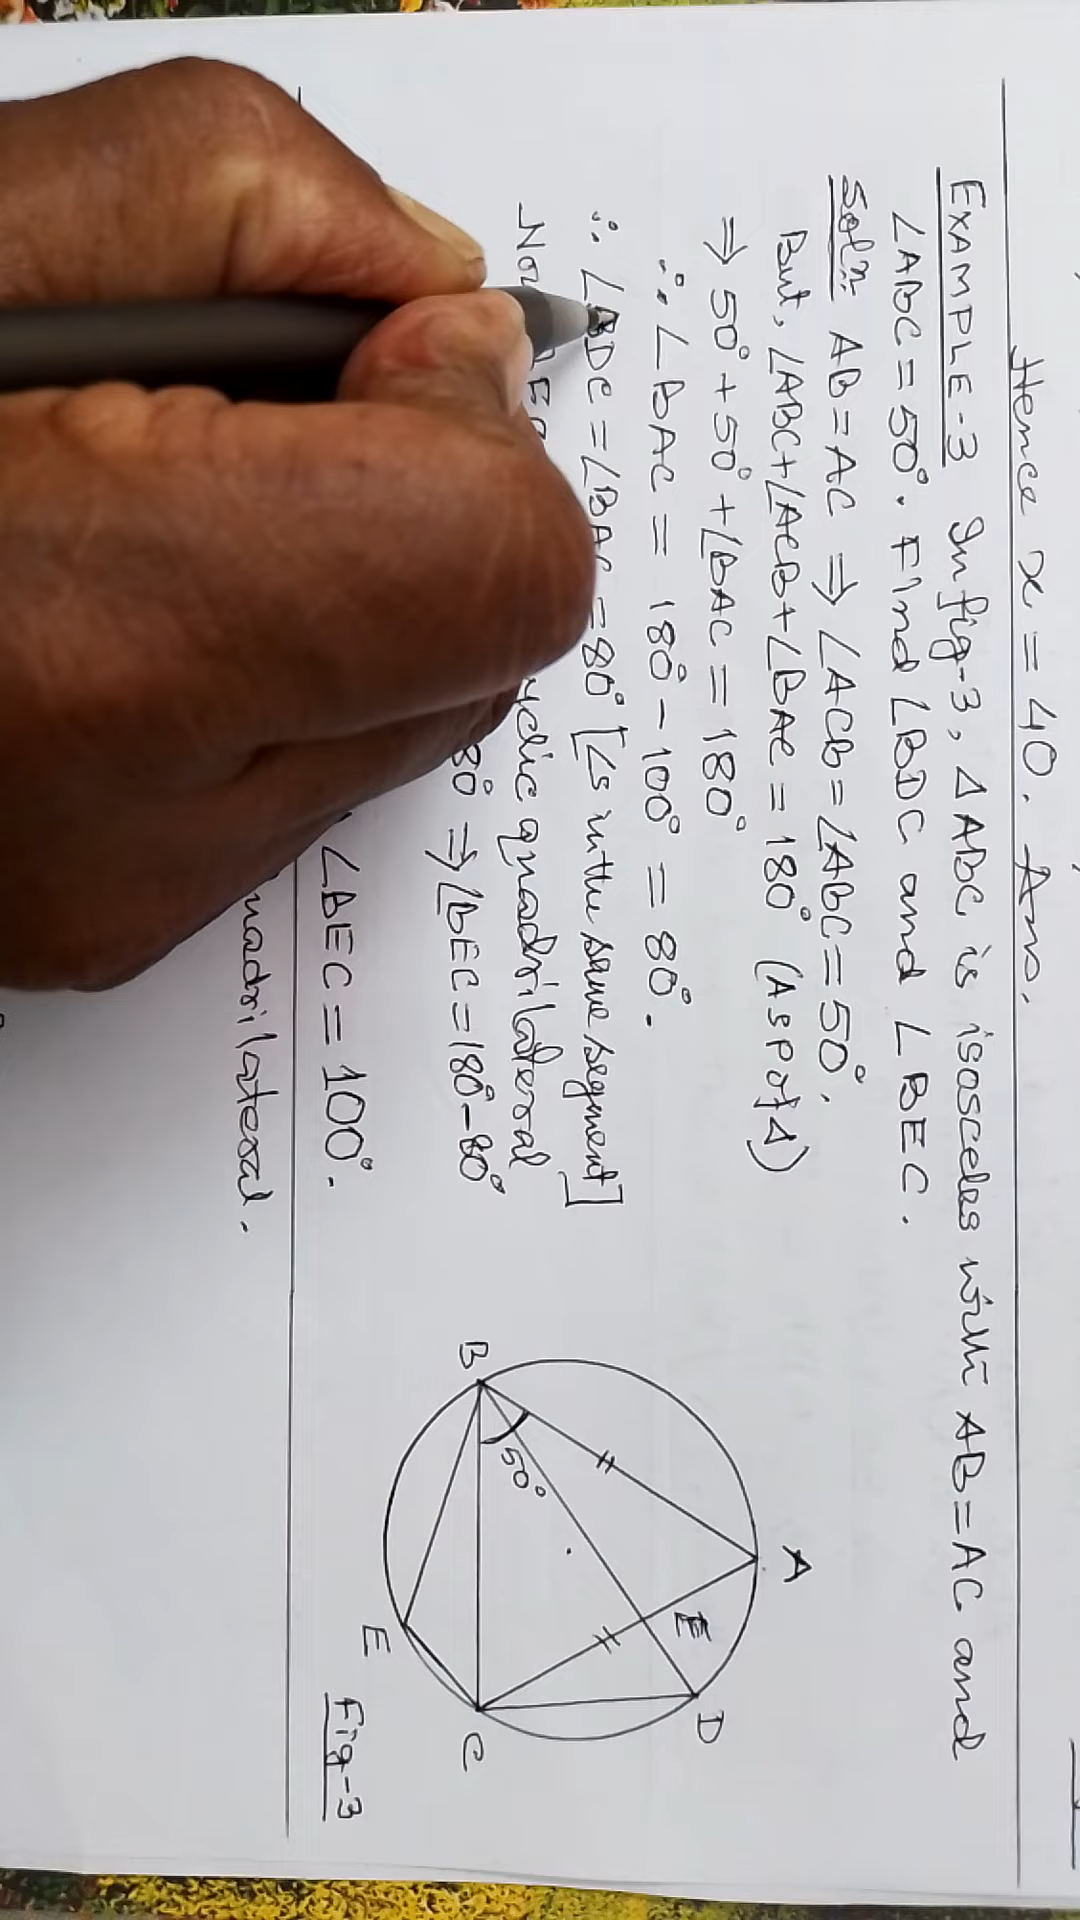 Hence x = 40. Ans.
EXAMPLE-3 In fig-3, ΔABC is isosceles with AB=AC and
∠ABC=50°. Find ∠BDC and ∠BEC.
Soln: AB=AC ⇒ ∠ACB=∠ABC=50°.
But, ∠ABC+∠ACB+∠BAC = 180° (ASP of Δ)
⇒ 50°+50°+∠BAC = 180°
∴ ∠BAC = 180°-100° = 80°.
∴ ∠BDC = ∠BAC = 80° [∠s in the same segment]
quadrilateral
⇒ ∠BEC = 180°-80°
∠BEC = 100°.
A
E
D
B
50°
C
E
Fig-3